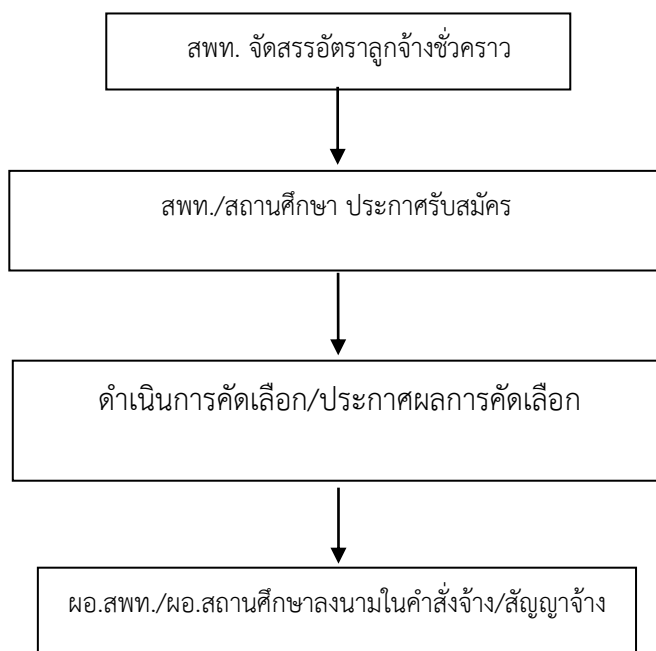 สพท. จัดสรรอัตราลูกจ้างชั่วคราว
สพท./สถานศึกษา ประกาศรับสมัคร
ดำเนินการคัดเลือก/ประกาศผลการคัดเลือก
ผอ.สพท./ผอ.สถานศึกษาลงนามในคำสั่งจ้าง/สัญญาจ้าง